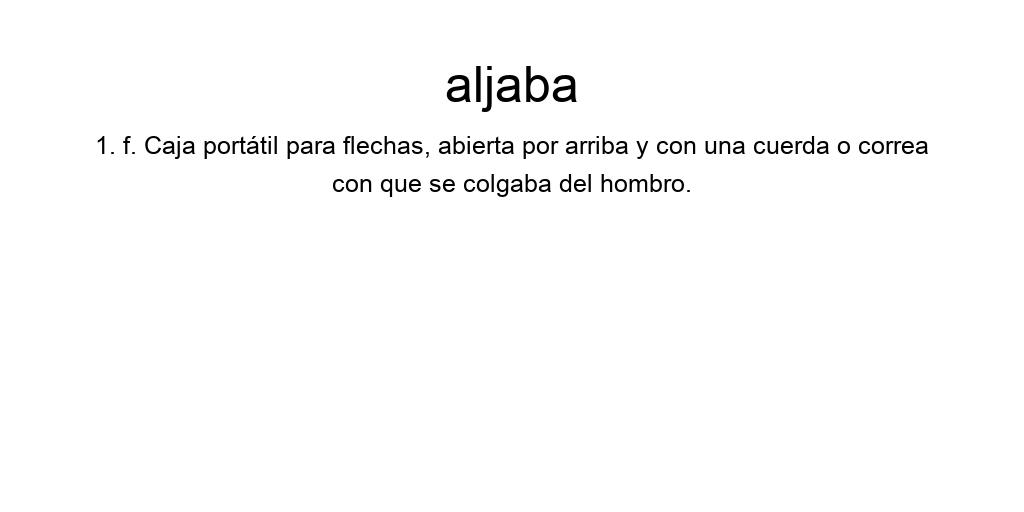 aljaba
1. f. Caja portátil para flechas, abierta por arriba y con una cuerda o correa
con que se colgaba del hombro.